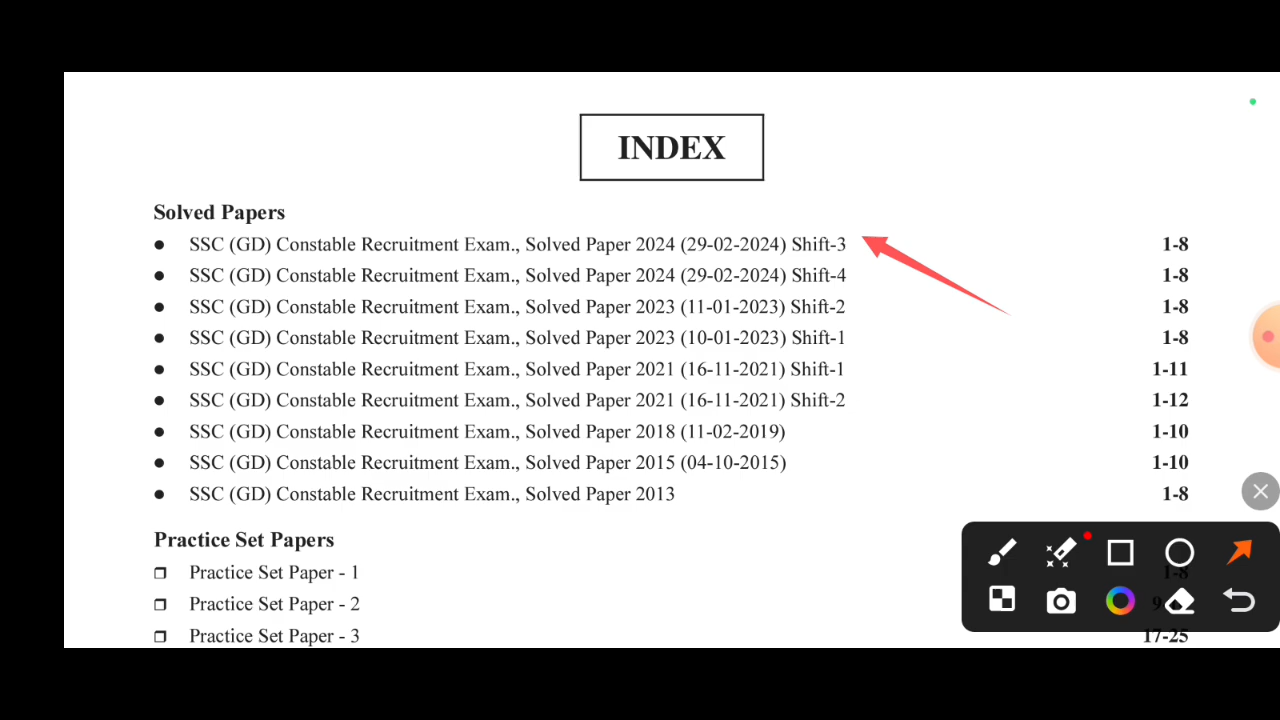 INDEX
Solved Papers
● SSC (GD) Constable Recruitment Exam., Solved Paper 2024 (29-02-2024) Shift-3 1-8
● SSC (GD) Constable Recruitment Exam., Solved Paper 2024 (29-02-2024) Shift-4 1-8
● SSC (GD) Constable Recruitment Exam., Solved Paper 2023 (11-01-2023) Shift-2 1-8
● SSC (GD) Constable Recruitment Exam., Solved Paper 2023 (10-01-2023) Shift-1 1-8
● SSC (GD) Constable Recruitment Exam., Solved Paper 2021 (16-11-2021) Shift-1 1-11
● SSC (GD) Constable Recruitment Exam., Solved Paper 2021 (16-11-2021) Shift-2 1-12
● SSC (GD) Constable Recruitment Exam., Solved Paper 2018 (11-02-2019) 1-10
● SSC (GD) Constable Recruitment Exam., Solved Paper 2015 (04-10-2015) 1-10
● SSC (GD) Constable Recruitment Exam., Solved Paper 2013 1-8
Practice Set Papers
❒ Practice Set Paper - 1 1-8
❒ Practice Set Paper - 2
❒ Practice Set Paper - 3 17-25